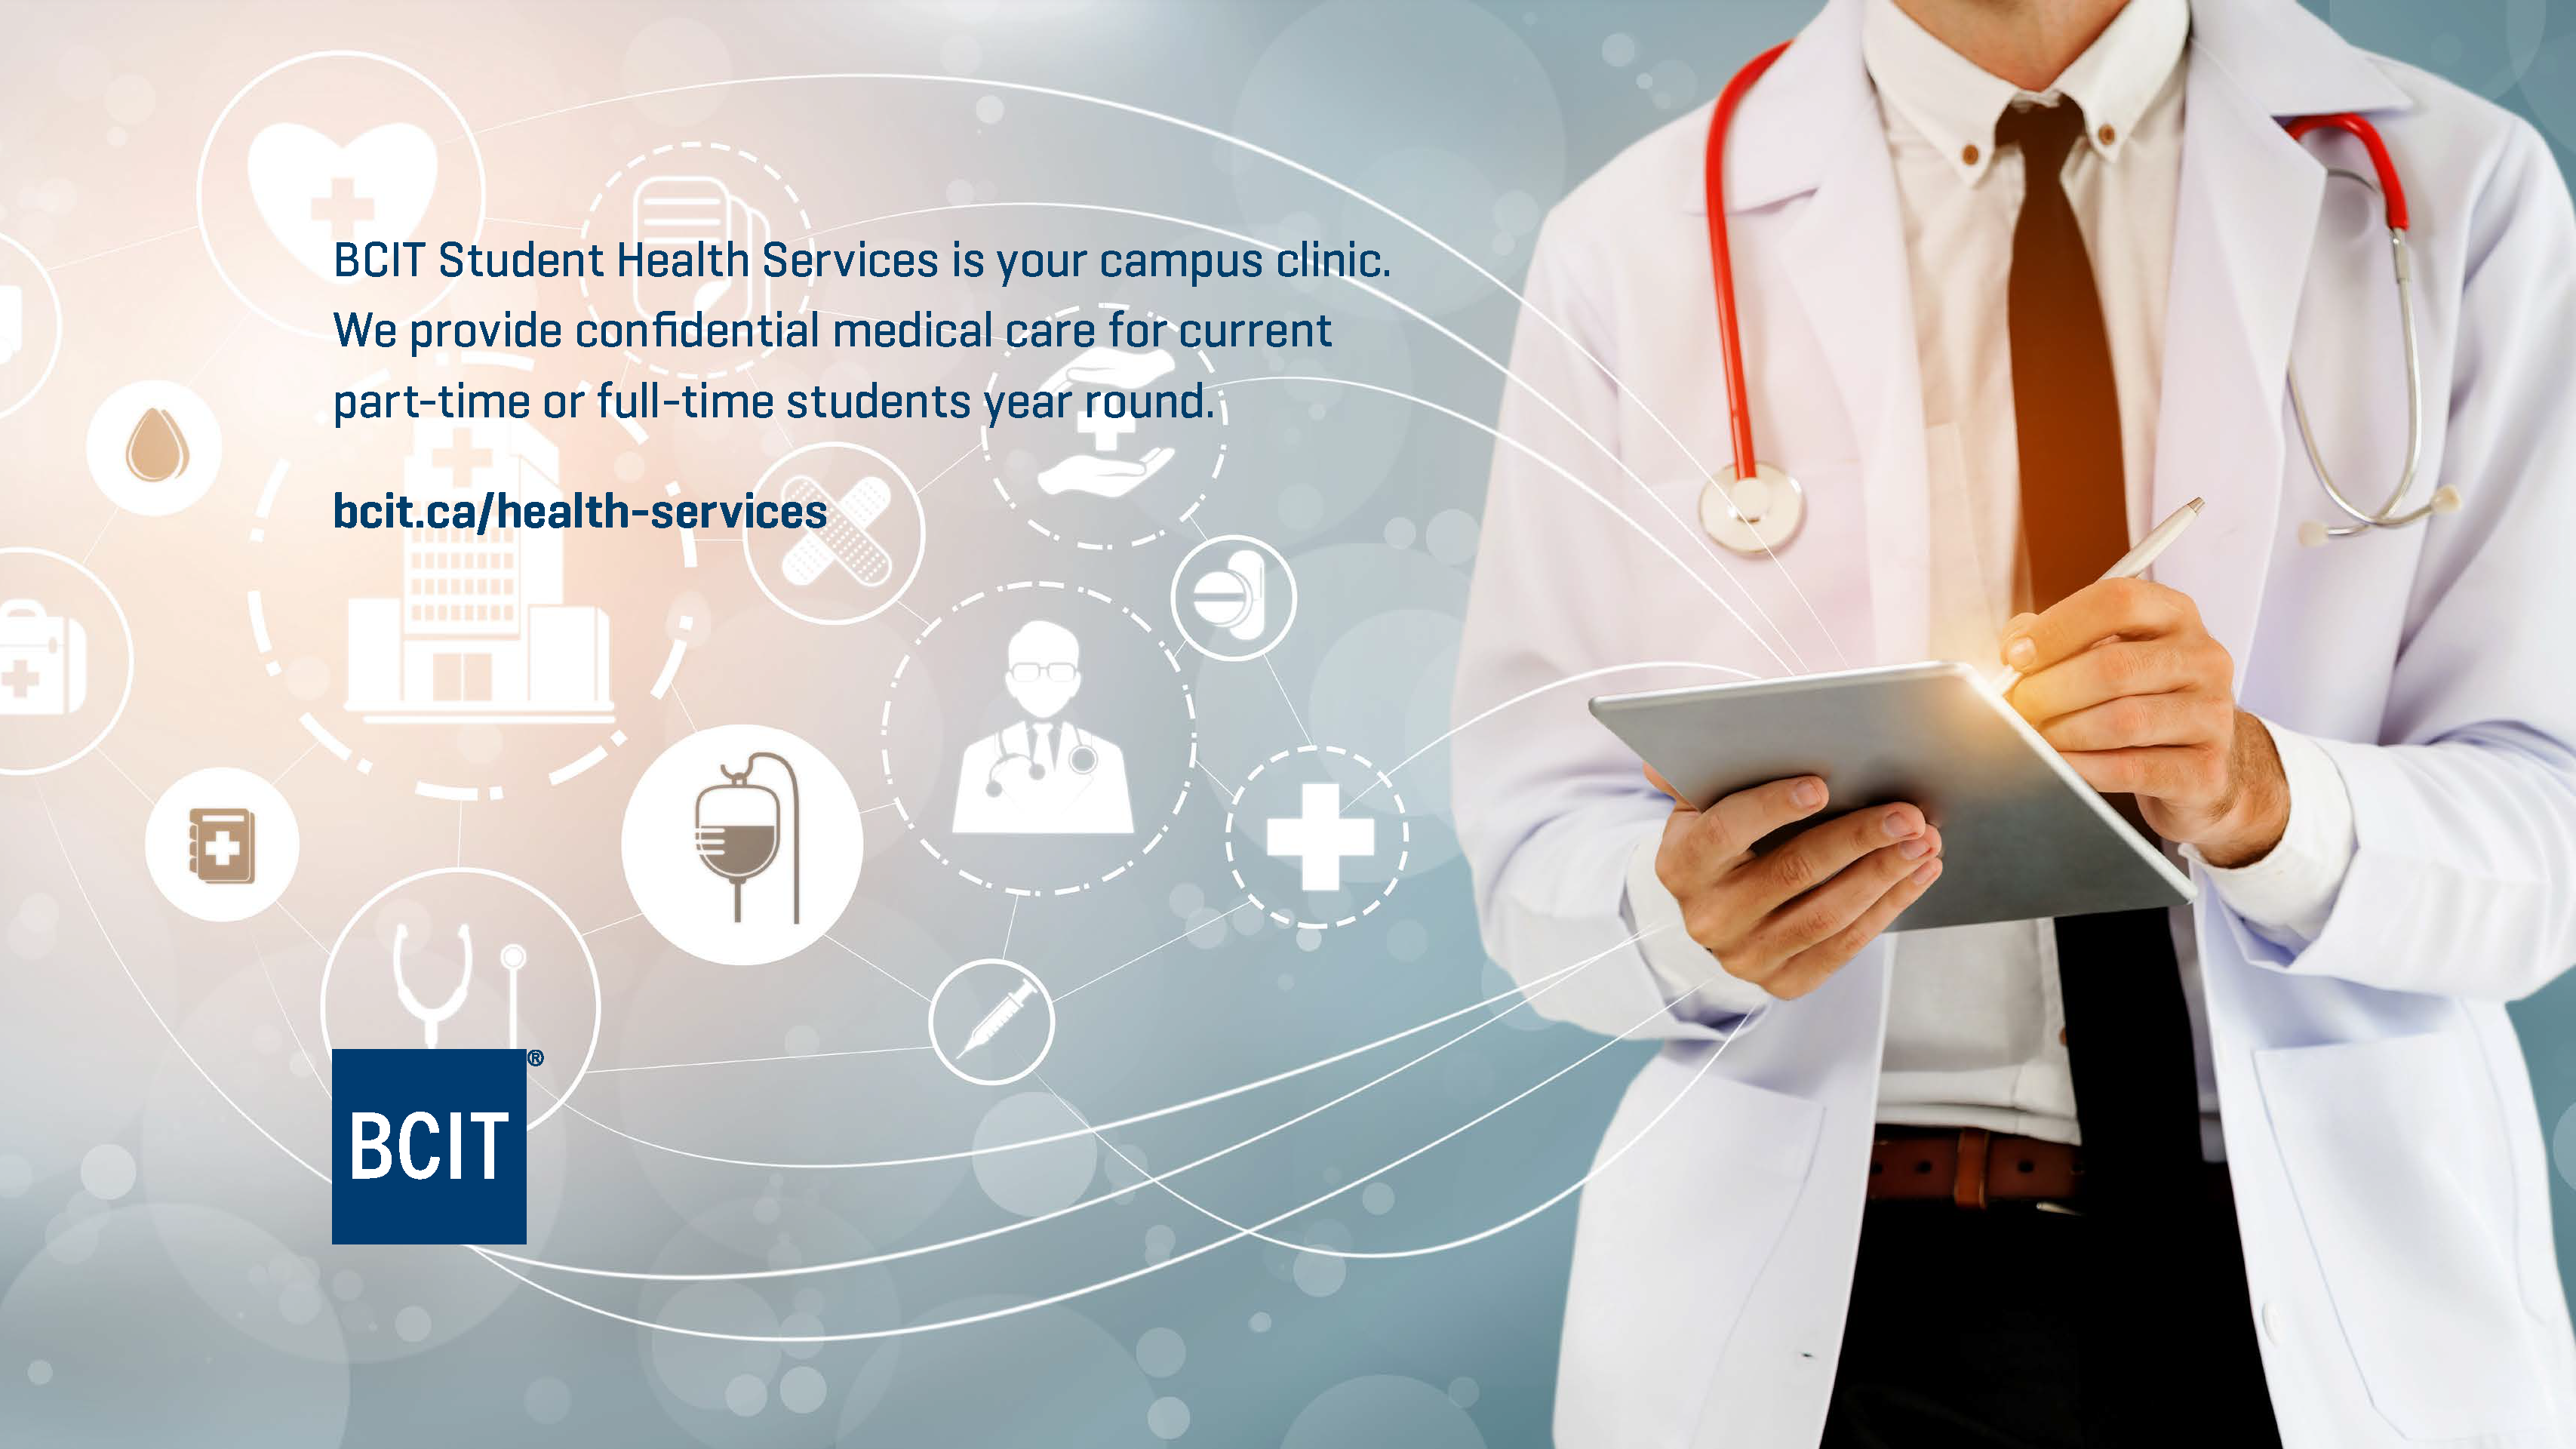 BCIT Student Health Services is your campus clinic.
We provide confidential medical care for current
part-time or full-time students year round.
bcit.ca/health-services
BCIT®